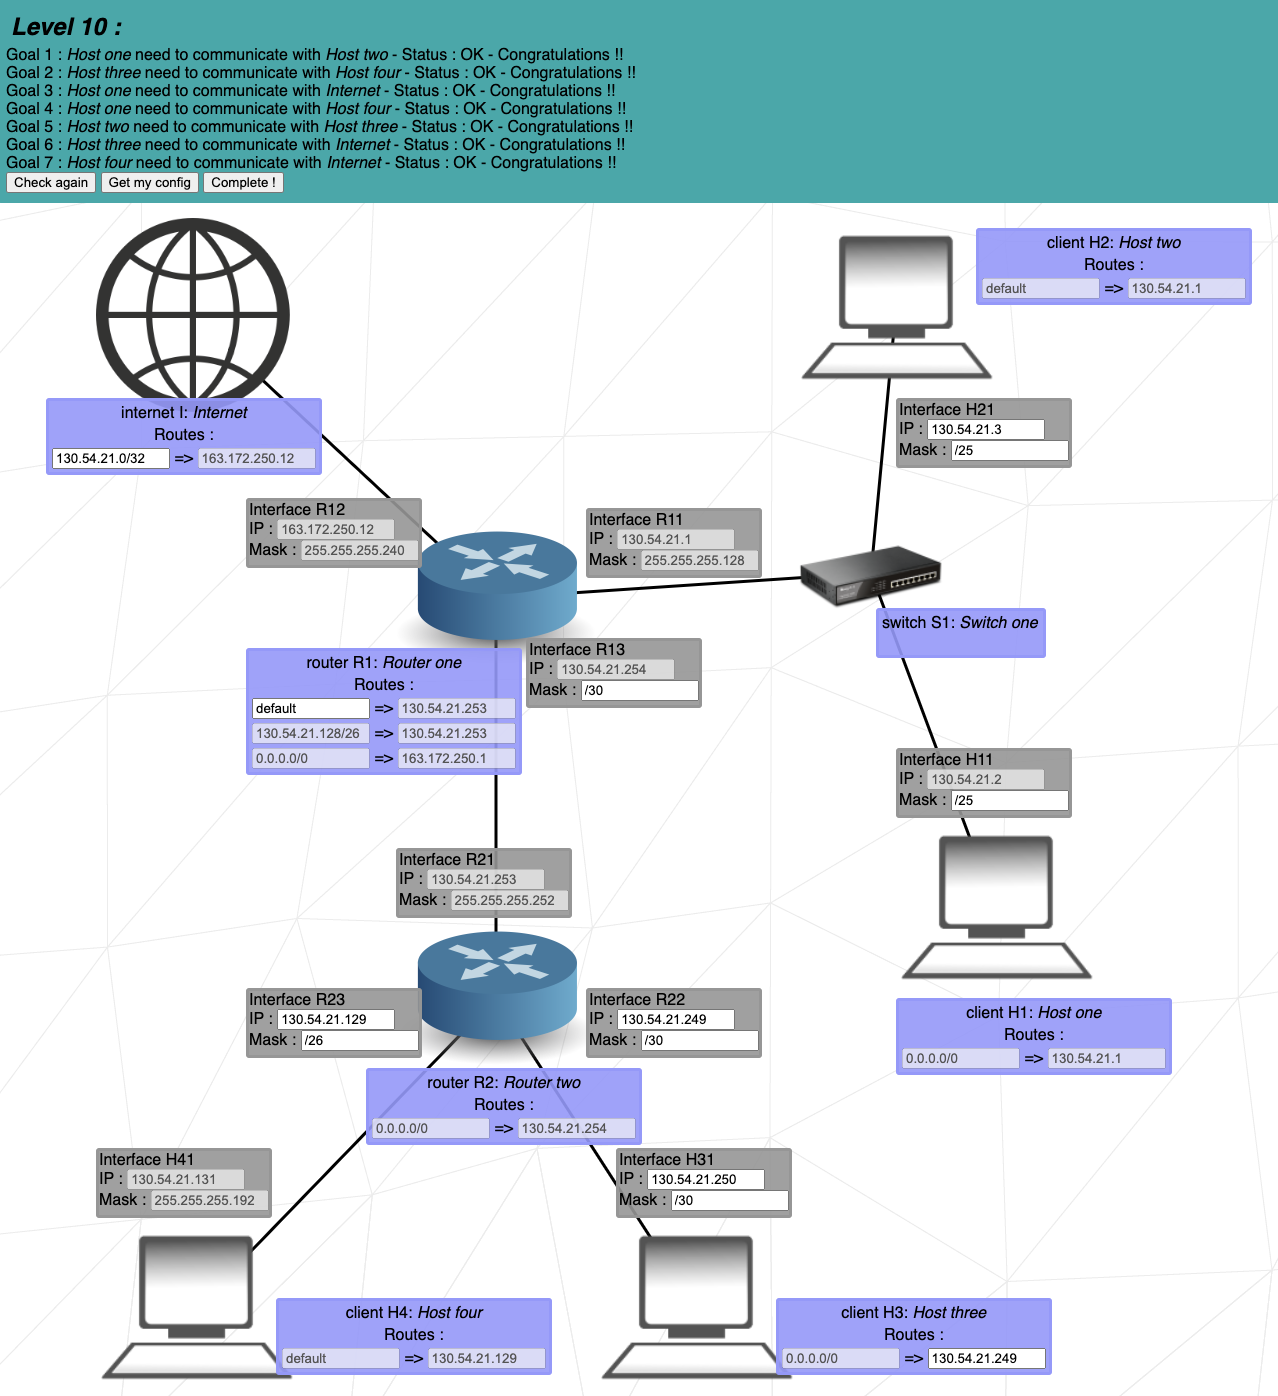 Level 10 :
Goal 1 : Host one need to communicate with Host two - Status : OK - Congratulations !!
Goal 2 : Host three need to communicate with Host four - Status : OK - Congratulations !!
Goal 3 : Host one need to communicate with Internet - Status : OK - Congratulations !!
Goal 4 : Host one need to communicate with Host four - Status : OK - Congratulations !!
Goal 5 : Host two need to communicate with Host three - Status : OK - Congratulations !!
Goal 6 : Host three need to communicate with Internet - Status : OK - Congratulations !!
Goal 7 : Host four need to communicate with Internet - Status : OK - Congratulations !!
Check again Get my config Complete !
client H2: Host two
Routes :
default => 130.54.21.1
internet I: Internet
Routes :
130.54.21.0/32 => 163.172.250.12
Interface H21
IP : 130.54.21.3
Mask : /25
Interface R12
IP : 163.172.250.12
Mask : 255.255.255.240
Interface R11
IP : 130.54.21.1
Mask : 255.255.255.128
switch S1: Switch one
Interface R13
IP : 130.54.21.254
Mask : /30
router R1: Router one
Routes :
default => 130.54.21.253
130.54.21.128/26 => 130.54.21.253
0.0.0.0/0 => 163.172.250.1
Interface H11
IP : 130.54.21.2
Mask : /25
Interface R21
IP : 130.54.21.253
Mask : 255.255.255.252
Interface R23
IP : 130.54.21.129
Mask : /26
Interface R22
IP : 130.54.21.249
Mask : /30
client H1: Host one
Routes :
0.0.0.0/0 => 130.54.21.1
router R2: Router two
Routes :
0.0.0.0/0 => 130.54.21.254
Interface H41
IP : 130.54.21.131
Mask : 255.255.255.192
Interface H31
IP : 130.54.21.250
Mask : /30
client H4: Host four
Routes :
default => 130.54.21.129
client H3: Host three
Routes :
0.0.0.0/0 => 130.54.21.249